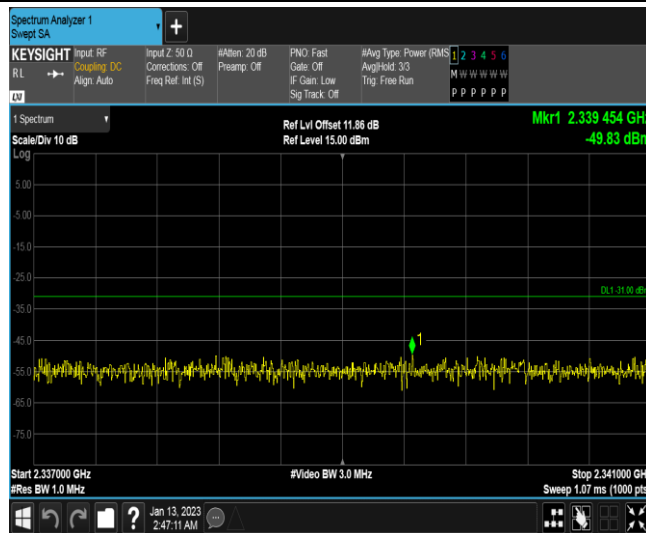 Spectrum Analyzer 1
Swept SA
+
KEYSIGHT
RL
LXI
Input: RF
Coupling: DC
Align: Auto
Input Z: 50 Ω
Corrections: Off
Freq Ref: Int (S)
#Atten: 20 dB
Preamp: Off
PNO: Fast
Gate: Off
IF Gain: Low
Sig Track: Off
#Avg Type: Power (RMS
Avg|Hold: 3/3
Trig: Free Run
1 2 3 4 5 6
M W W W W W
P P P P P P
1 Spectrum
Scale/Div 10 dB
Log
Ref Lvl Offset 11.86 dB
Ref Level 15.00 dBm
Mkr1 2.339 454 GHz
-49.83 dBm
5.00
-5.00
-15.0
-25.0
DL1 -31.00 dBm
-35.0
1
-45.0
-55.0
-65.0
-75.0
Start 2.337000 GHz
#Res BW 1.0 MHz
#Video BW 3.0 MHz
Stop 2.341000 GHz
Sweep 1.07 ms (1000 pts
?
Jan 13, 2023
2:47:11 AM